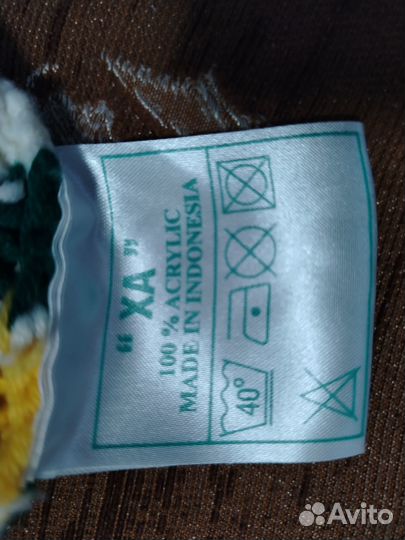 “ XA ”
100 % ACRYLIC
MADE IN INDONESIA
40°
Avito